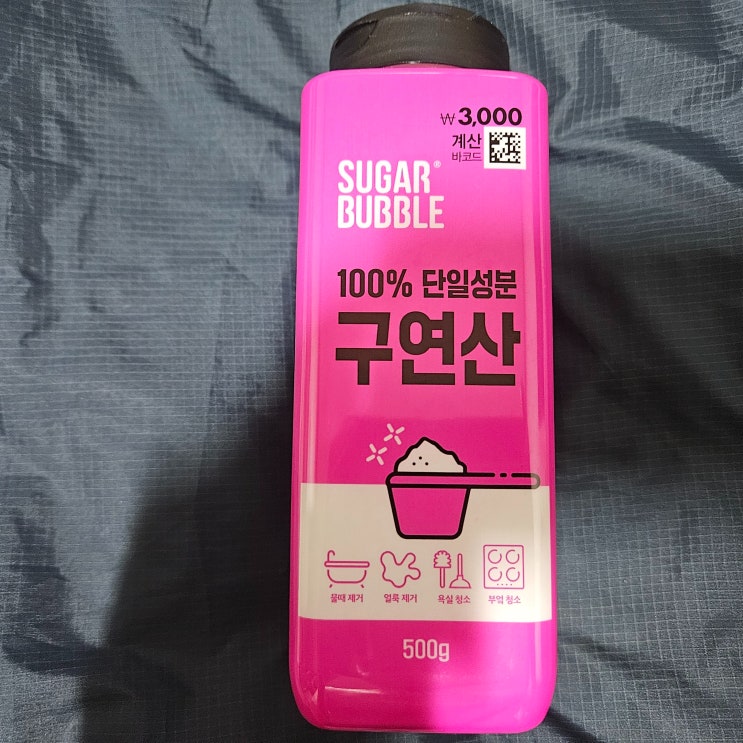 ₩3,000
계산
바코드
SUGAR®
BUBBLE
100% 단일성분
구연산
물때 제거
얼룩 제거
욕실 청소
부엌 청소
500g